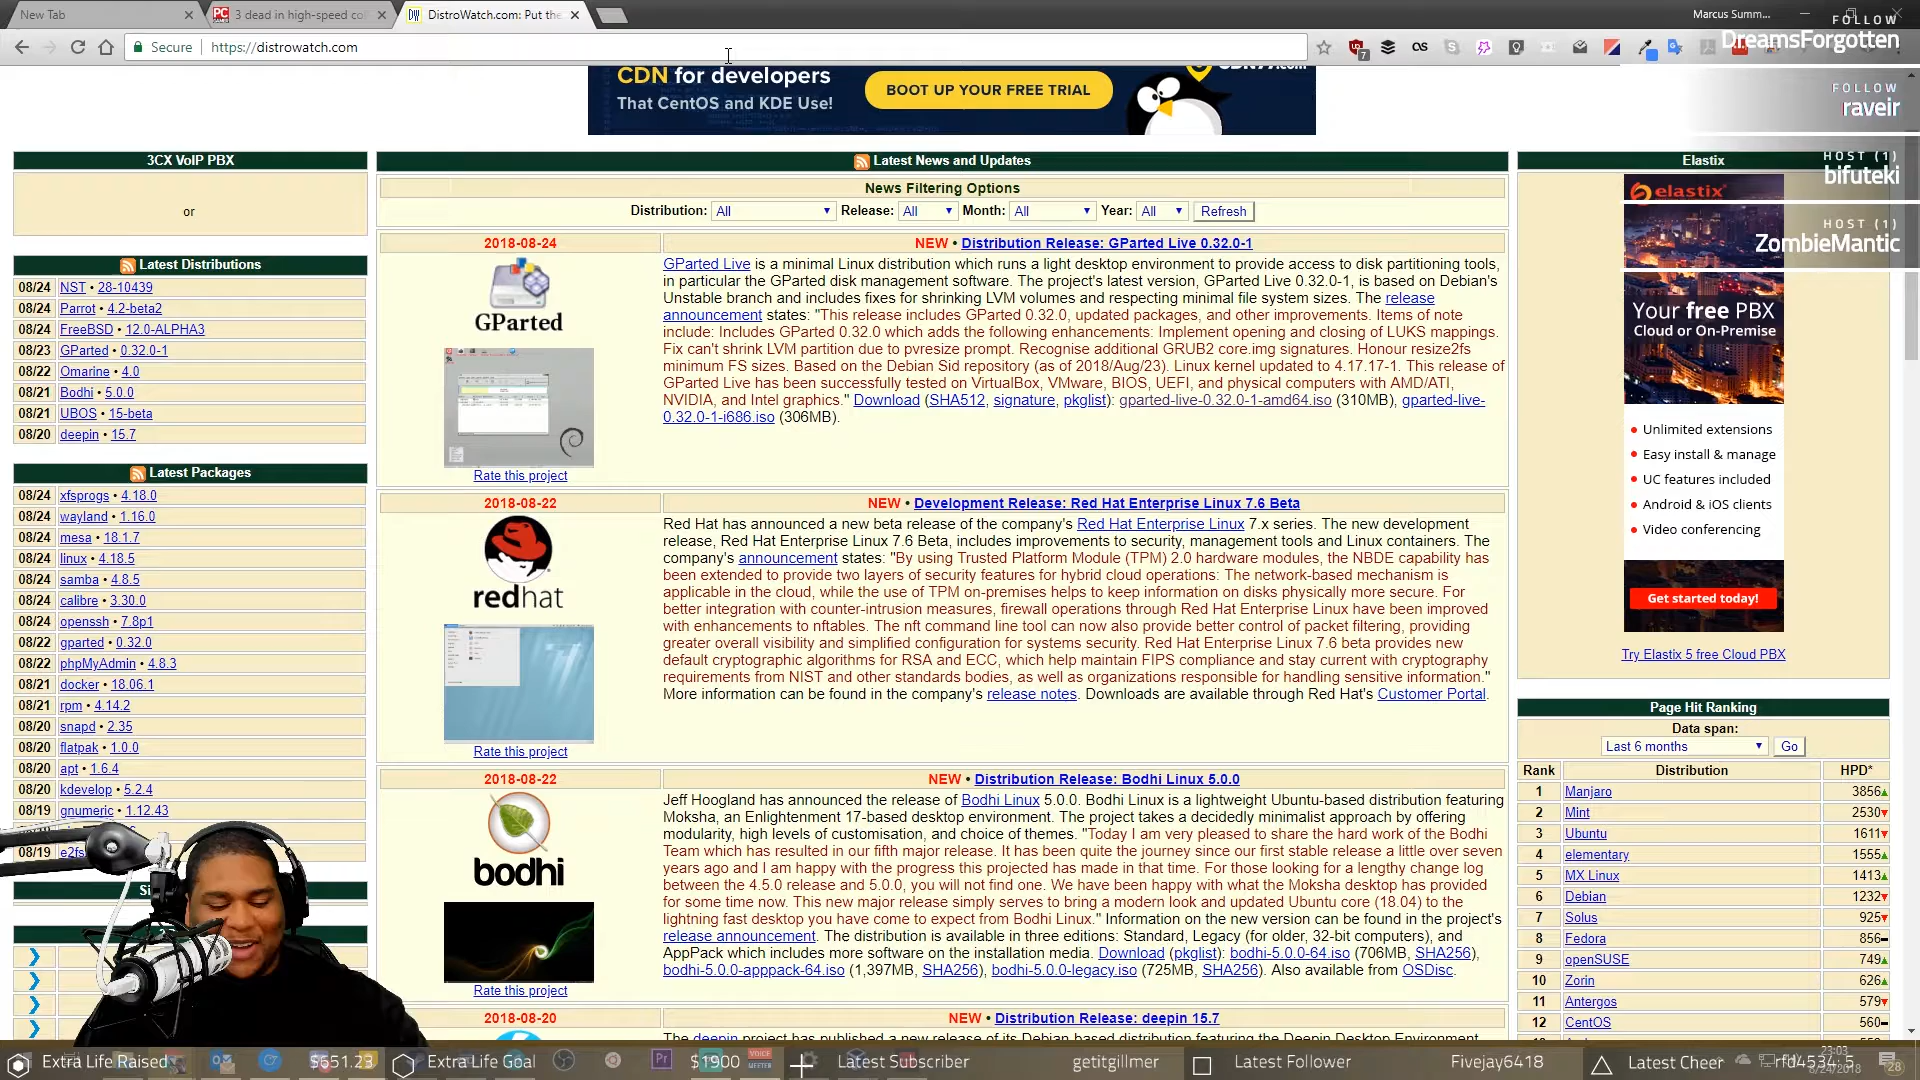 New Tab
3 dead in high-speed col
DistroWatch.com: Put the
Marcus Summ...
Secure
https://distrowatch.com
FOLLOW
DreamsForgotten
FOLLOW
raveir
HOST (1)
bifuteki
HOST (1)
ZombieMantic
CDN for developers
That CentOS and KDE Use!
BOOT UP YOUR FREE TRIAL
3CX VoIP PBX
or
Latest Distributions
08/24 NST • 28-10439
08/24 Parrot • 4.2-beta2
08/24 FreeBSD • 12.0-ALPHA3
08/23 GParted • 0.32.0-1
08/22 Omarine • 4.0
08/21 Bodhi • 5.0.0
08/21 UBOS • 15-beta
08/20 deepin • 15.7
Latest Packages
08/24 xfsprogs • 4.18.0
08/24 wayland • 1.16.0
08/24 mesa • 18.1.7
08/24 linux • 4.18.5
08/24 samba • 4.8.5
08/24 calibre • 3.30.0
08/24 openssh • 7.8p1
08/22 gparted • 0.32.0
08/22 phpMyAdmin • 4.8.3
08/21 docker • 18.06.1
08/21 rpm • 4.14.2
08/20 snapd • 2.35
08/20 flatpak • 1.0.0
08/20 apt • 1.6.4
08/20 kdevelop • 5.2.4
08/19 gnumeric • 1.12.43
08/19 e2fs
Latest News and Updates
News Filtering Options
Distribution: All Release: All Month: All Year: All Refresh
2018-08-24
NEW • Distribution Release: GParted Live 0.32.0-1
GParted
Rate this project
GParted Live is a minimal Linux distribution which runs a light desktop environment to provide access to disk partitioning tools,
in particular the GParted disk management software. The project's latest version, GParted Live 0.32.0-1, is based on Debian's
Unstable branch and includes fixes for shrinking LVM volumes and respecting minimal file system sizes. The release
announcement states: "This release includes GParted 0.32.0, updated packages, and other improvements. Items of note
include: Includes GParted 0.32.0 which adds the following enhancements: Implement opening and closing of LUKS mappings.
Fix can't shrink LVM partition due to pvresize prompt. Recognise additional GRUB2 core.img signatures. Honour resize2fs
minimum FS sizes. Based on the Debian Sid repository (as of 2018/Aug/23). Linux kernel updated to 4.17.17-1. This release of
GParted Live has been successfully tested on VirtualBox, VMware, BIOS, UEFI, and physical computers with AMD/ATI,
NVIDIA, and Intel graphics." Download (SHA512, signature, pkglist): gparted-live-0.32.0-1-amd64.iso (310MB), gparted-live-
0.32.0-1-i686.iso (306MB).
2018-08-22
NEW • Development Release: Red Hat Enterprise Linux 7.6 Beta
redhat
Rate this project
Red Hat has announced a new beta release of the company's Red Hat Enterprise Linux 7.x series. The new development
release, Red Hat Enterprise Linux 7.6 Beta, includes improvements to security, management tools and Linux containers. The
company's announcement states: "By using Trusted Platform Module (TPM) 2.0 hardware modules, the NBDE capability has
been extended to provide two layers of security features for hybrid cloud operations: The network-based mechanism is
applicable in the cloud, while the use of TPM on-premises helps to keep information on disks physically more secure. For
better integration with counter-intrusion measures, firewall operations through Red Hat Enterprise Linux have been improved
with enhancements to nftables. The nft command line tool can now also provide better control of packet filtering, providing
greater overall visibility and simplified configuration for systems security. Red Hat Enterprise Linux 7.6 beta provides new
default cryptographic algorithms for RSA and ECC, which help maintain FIPS compliance and stay current with cryptography
requirements from NIST and other standards bodies, as well as organizations responsible for handling sensitive information."
More information can be found in the company's release notes. Downloads are available through Red Hat's Customer Portal.
2018-08-22
NEW • Distribution Release: Bodhi Linux 5.0.0
bodhi
Rate this project
Jeff Hoogland has announced the release of Bodhi Linux 5.0.0. Bodhi Linux is a lightweight Ubuntu-based distribution featuring
Moksha, an Enlightenment 17-based desktop environment. The project takes a decidedly minimalist approach by offering
modularity, high levels of customisation, and choice of themes. "Today I am very pleased to share the hard work of the Bodhi
Team which has resulted in our fifth major release. It has been quite the journey since our first stable release a little over seven
years ago and I am happy with the progress this projected has made in that time. For those looking for a lengthy change log
between the 4.5.0 release and 5.0.0, you will not find one. We have been happy with what the Moksha desktop has provided
for some time now. This new major release simply serves to bring a modern look and updated Ubuntu core (18.04) to the
lightning fast desktop you have come to expect from Bodhi Linux." Information on the new version can be found in the project's
release announcement. The distribution is available in three editions: Standard, Legacy (for older, 32-bit computers), and
AppPack which includes more software on the installation media. Download (pkglist): bodhi-5.0.0-64.iso (706MB, SHA256),
bodhi-5.0.0-apppack-64.iso (1,397MB, SHA256), bodhi-5.0.0-legacy.iso (725MB, SHA256). Also available from OSDisc.
2018-08-20
NEW • Distribution Release: deepin 15.7
The deepin project has published a new release of its Debian-based distribution featuring the Deepin Desktop Environment
Elastix
elastix
Your free PBX
Cloud or On-Premise
• Unlimited extensions
• Easy install & manage
• UC features included
• Android & iOS clients
• Video conferencing
Get started today!
Try Elastix 5 free Cloud PBX
Page Hit Ranking
Data span:
Last 6 months Go
Rank Distribution HPD*
1 Manjaro 3856
2 Mint 2530
3 Ubuntu 1611
4 elementary 1555
5 MX Linux 1413
6 Debian 1232
7 Solus 925
8 Fedora 856
9 openSUSE 749
10 Zorin 626
11 Antergos 579
12 CentOS 560
Extra Life Raised $651.23
Extra Life Goal $1900
Latest Subscriber getitgillmer
Latest Follower Fivejay6418
Latest Cheer rfd4534: 5
23:03
8/24/2018